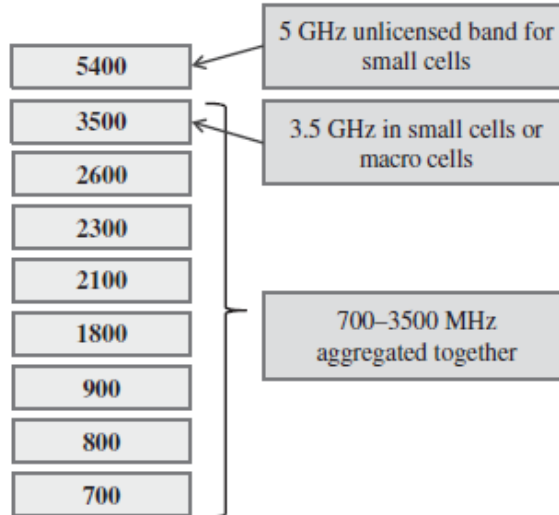 5400
3500
2600
2300
2100
1800
900
800
700
5 GHz unlicensed band for
small cells
3.5 GHz in small cells or
macro cells
700–3500 MHz
aggregated together